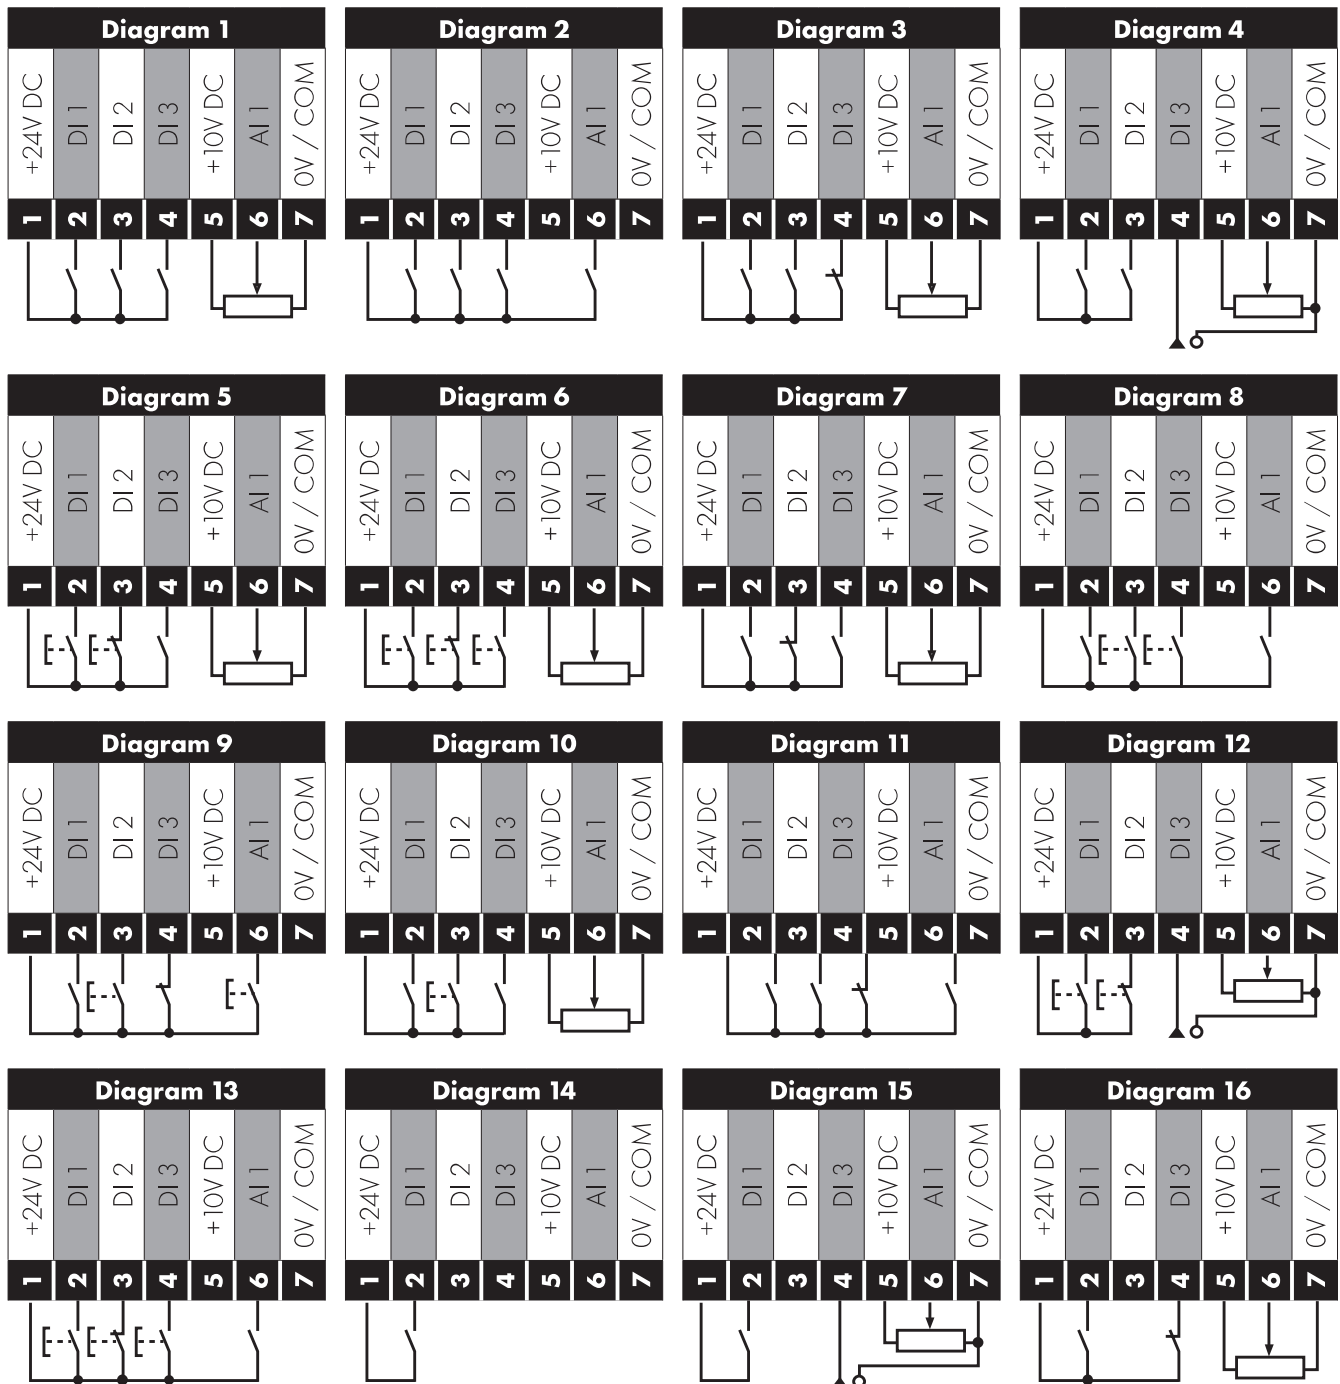 Diagram 1
+24V DC
DI 1
DI 2
DI 3
+10V DC
AI 1
0V / COM
1 2 3 4 5 6 7
Diagram 2
+24V DC
DI 1
DI 2
DI 3
+10V DC
AI 1
0V / COM
1 2 3 4 5 6 7
Diagram 3
+24V DC
DI 1
DI 2
DI 3
+10V DC
AI 1
0V / COM
1 2 3 4 5 6 7
Diagram 4
+24V DC
DI 1
DI 2
DI 3
+10V DC
AI 1
0V / COM
1 2 3 4 5 6 7
Diagram 5
+24V DC
DI 1
DI 2
DI 3
+10V DC
AI 1
0V / COM
1 2 3 4 5 6 7
Diagram 6
+24V DC
DI 1
DI 2
DI 3
+10V DC
AI 1
0V / COM
1 2 3 4 5 6 7
Diagram 7
+24V DC
DI 1
DI 2
DI 3
+10V DC
AI 1
0V / COM
1 2 3 4 5 6 7
Diagram 8
+24V DC
DI 1
DI 2
DI 3
+10V DC
AI 1
0V / COM
1 2 3 4 5 6 7
Diagram 9
+24V DC
DI 1
DI 2
DI 3
+10V DC
AI 1
0V / COM
1 2 3 4 5 6 7
Diagram 10
+24V DC
DI 1
DI 2
DI 3
+10V DC
AI 1
0V / COM
1 2 3 4 5 6 7
Diagram 11
+24V DC
DI 1
DI 2
DI 3
+10V DC
AI 1
0V / COM
1 2 3 4 5 6 7
Diagram 12
+24V DC
DI 1
DI 2
DI 3
+10V DC
AI 1
0V / COM
1 2 3 4 5 6 7
Diagram 13
+24V DC
DI 1
DI 2
DI 3
+10V DC
AI 1
0V / COM
1 2 3 4 5 6 7
Diagram 14
+24V DC
DI 1
DI 2
DI 3
+10V DC
AI 1
0V / COM
1 2 3 4 5 6 7
Diagram 15
+24V DC
DI 1
DI 2
DI 3
+10V DC
AI 1
0V / COM
1 2 3 4 5 6 7
Diagram 16
+24V DC
DI 1
DI 2
DI 3
+10V DC
AI 1
0V / COM
1 2 3 4 5 6 7